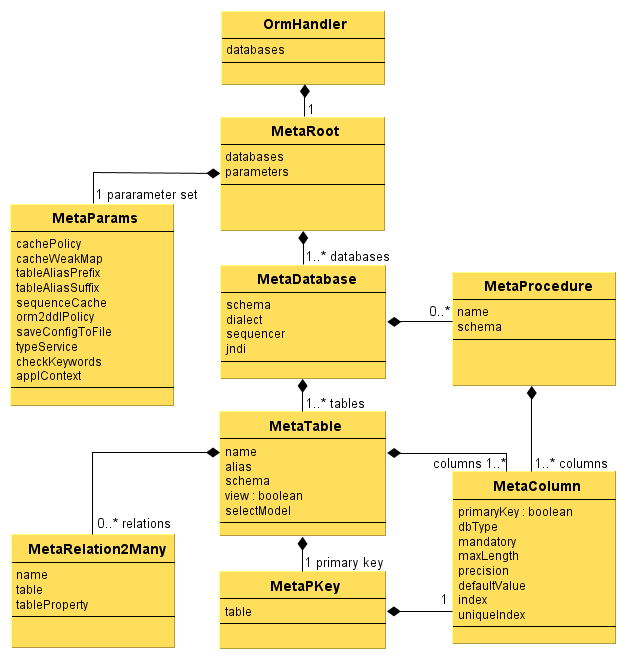 OrmHandler
databases
1
MetaRoot
databases
parameters
1 pararameter set
MetaParams
cachePolicy
cacheWeakMap
tableAliasPrefix
tableAliasSuffix
sequenceCache
orm2ddlPolicy
saveConfigToFile
typeService
checkKeywords
applContext
1..* databases
MetaDatabase
schema
dialect
sequencer
jndi
0..*
MetaProcedure
name
schema
1..* tables
MetaTable
name
alias
schema
view : boolean
selectModel
columns 1..*
1..* columns
MetaColumn
primaryKey : boolean
dbType
mandatory
maxLength
precision
defaultValue
index
uniqueIndex
0..* relations
MetaRelation2Many
name
table
tableProperty
1 primary key
MetaPKey
table
1